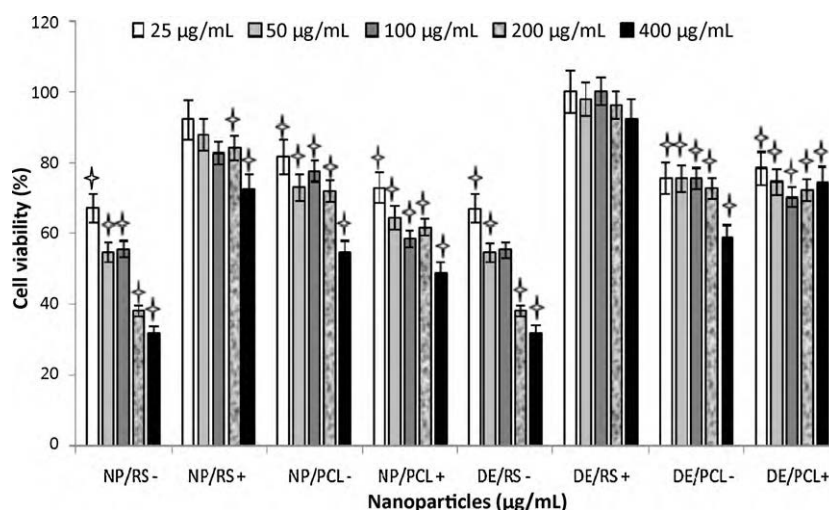 120
25 µg/mL 50 µg/mL 100 µg/mL 200 µg/mL 400 µg/mL
100
80
60
40
20
0
Cell viability (%)
NP/RS - NP/RS + NP/PCL - NP/PCL + DE/RS - DE/RS + DE/PCL - DE/PCL+
Nanoparticles (µg/mL)